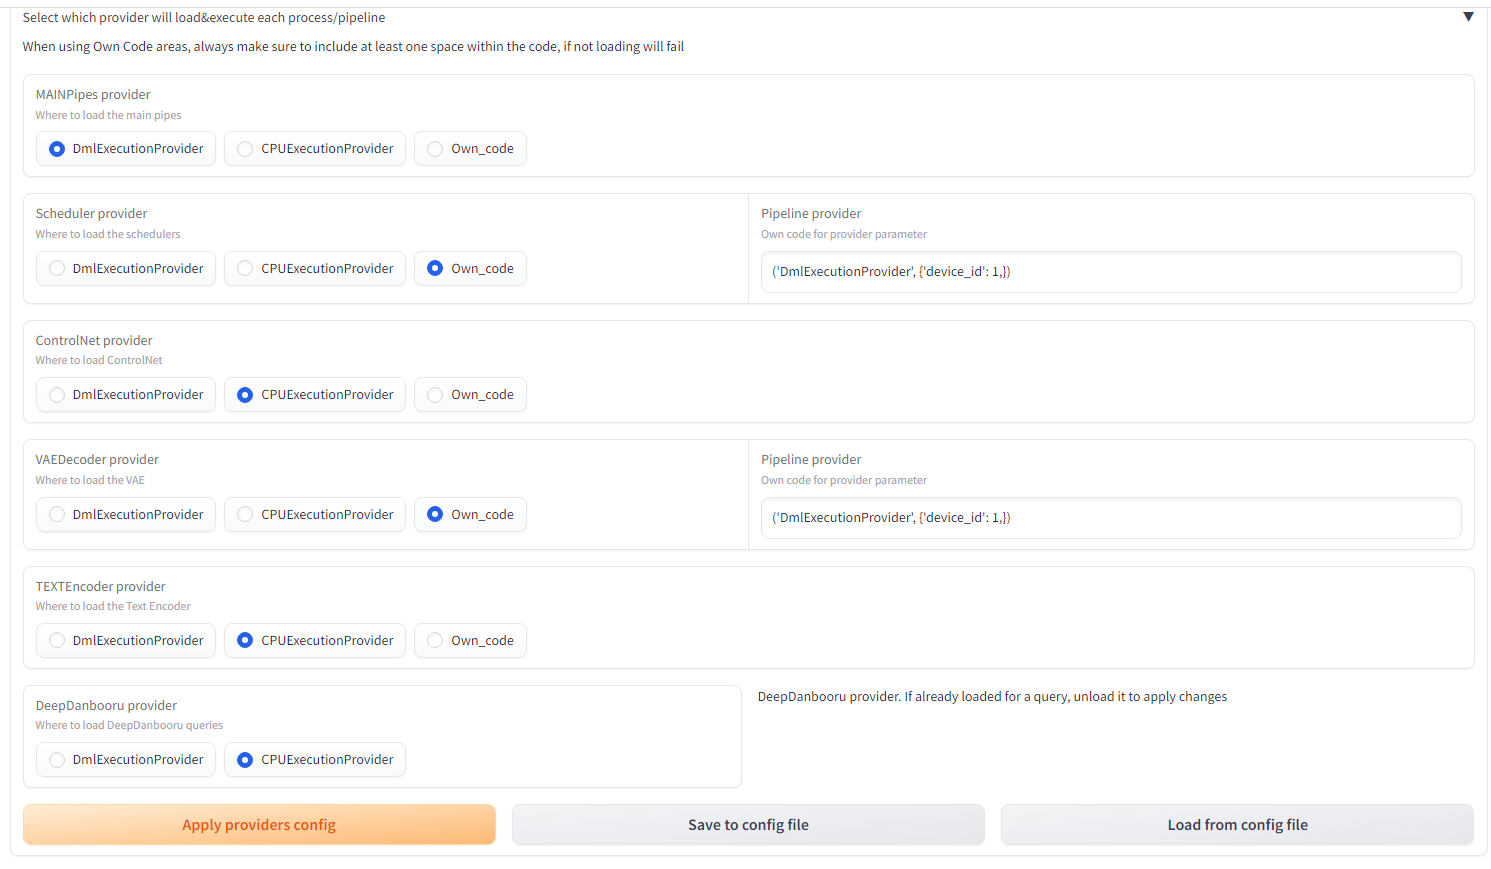 Select which provider will load&execute each process/pipeline
▼
When using Own Code areas, always make sure to include at least one space within the code, if not loading will fail
MAINPipes provider
Where to load the main pipes
DmlExecutionProvider CPUExecutionProvider Own_code
Scheduler provider
Where to load the schedulers
DmlExecutionProvider CPUExecutionProvider Own_code
Pipeline provider
Own code for provider parameter
('DmlExecutionProvider', {'device_id': 1,})
ControlNet provider
Where to load ControlNet
DmlExecutionProvider CPUExecutionProvider Own_code
VAEDecoder provider
Where to load the VAE
DmlExecutionProvider CPUExecutionProvider Own_code
Pipeline provider
Own code for provider parameter
('DmlExecutionProvider', {'device_id': 1,})
TEXTEncoder provider
Where to load the Text Encoder
DmlExecutionProvider CPUExecutionProvider Own_code
DeepDanbooru provider
Where to load DeepDanbooru queries
DmlExecutionProvider CPUExecutionProvider
DeepDanbooru provider. If already loaded for a query, unload it to apply changes
Apply providers config
Save to config file
Load from config file